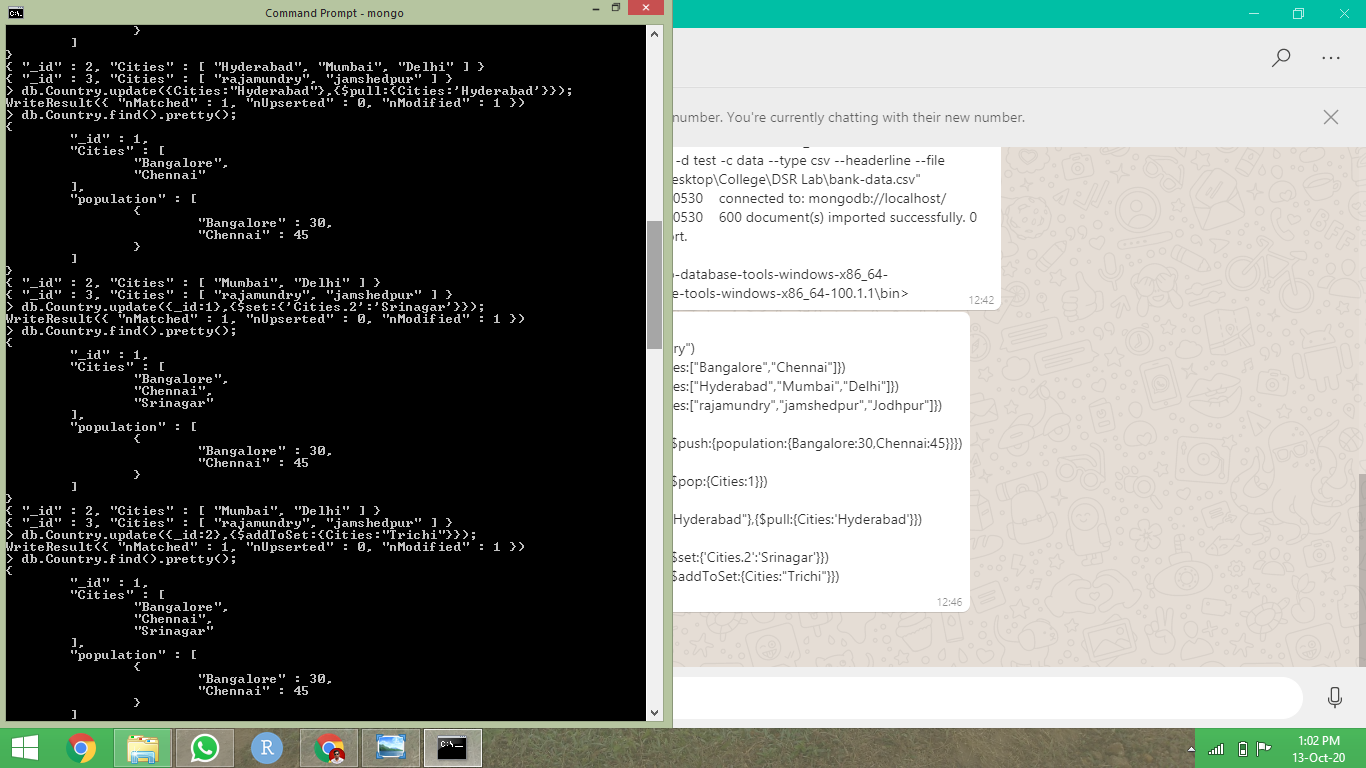 Command Prompt - mongo
}
]
}
{ "_id" : 2, "Cities" : [ "Hyderabad", "Mumbai", "Delhi" ] }
{ "_id" : 3, "Cities" : [ "rajamundry", "jamshedpur" ] }
> db.Country.update({Cities:"Hyderabad"},{$pull:{Cities:'Hyderabad'}});
WriteResult({ "nMatched" : 1, "nUpserted" : 0, "nModified" : 1 })
> db.Country.find().pretty();
{
"_id" : 1,
"Cities" : [
"Bangalore",
"Chennai"
],
"population" : [
{
"Bangalore" : 30,
"Chennai" : 45
}
]
}
{ "_id" : 2, "Cities" : [ "Mumbai", "Delhi" ] }
{ "_id" : 3, "Cities" : [ "rajamundry", "jamshedpur" ] }
> db.Country.update({_id:1},{$set:{'Cities.2':'Srinagar'}});
WriteResult({ "nMatched" : 1, "nUpserted" : 0, "nModified" : 1 })
> db.Country.find().pretty();
{
"_id" : 1,
"Cities" : [
"Bangalore",
"Chennai",
"Srinagar"
],
"population" : [
{
"Bangalore" : 30,
"Chennai" : 45
}
]
}
{ "_id" : 2, "Cities" : [ "Mumbai", "Delhi" ] }
{ "_id" : 3, "Cities" : [ "rajamundry", "jamshedpur" ] }
> db.Country.update({_id:2},{$addToSet:{Cities:"Trichi"}});
WriteResult({ "nMatched" : 1, "nUpserted" : 0, "nModified" : 1 })
> db.Country.find().pretty();
{
"_id" : 1,
"Cities" : [
"Bangalore",
"Chennai",
"Srinagar"
],
"population" : [
{
"Bangalore" : 30,
"Chennai" : 45
}
]
number. You're currently chatting with their new number.
-d test -c data --type csv --headerline --file
esktop\College\DSR Lab\bank-data.csv"
0530 connected to: mongodb://localhost/
0530 600 document(s) imported successfully. 0
rt.
-database-tools-windows-x86_64-
e-tools-windows-x86_64-100.1.1\bin>
12:42
ry")
es:["Bangalore","Chennai"]})
es:["Hyderabad","Mumbai","Delhi"]})
es:["rajamundry","jamshedpur","Jodhpur"]})
$push:{population:{Bangalore:30,Chennai:45}}})
$pop:{Cities:1}})
Hyderabad"},{$pull:{Cities:'Hyderabad'}})
$set:{'Cities.2':'Srinagar'}})
$addToSet:{Cities:"Trichi"}})
12:46
R
C:\
1:02 PM
13-Oct-20